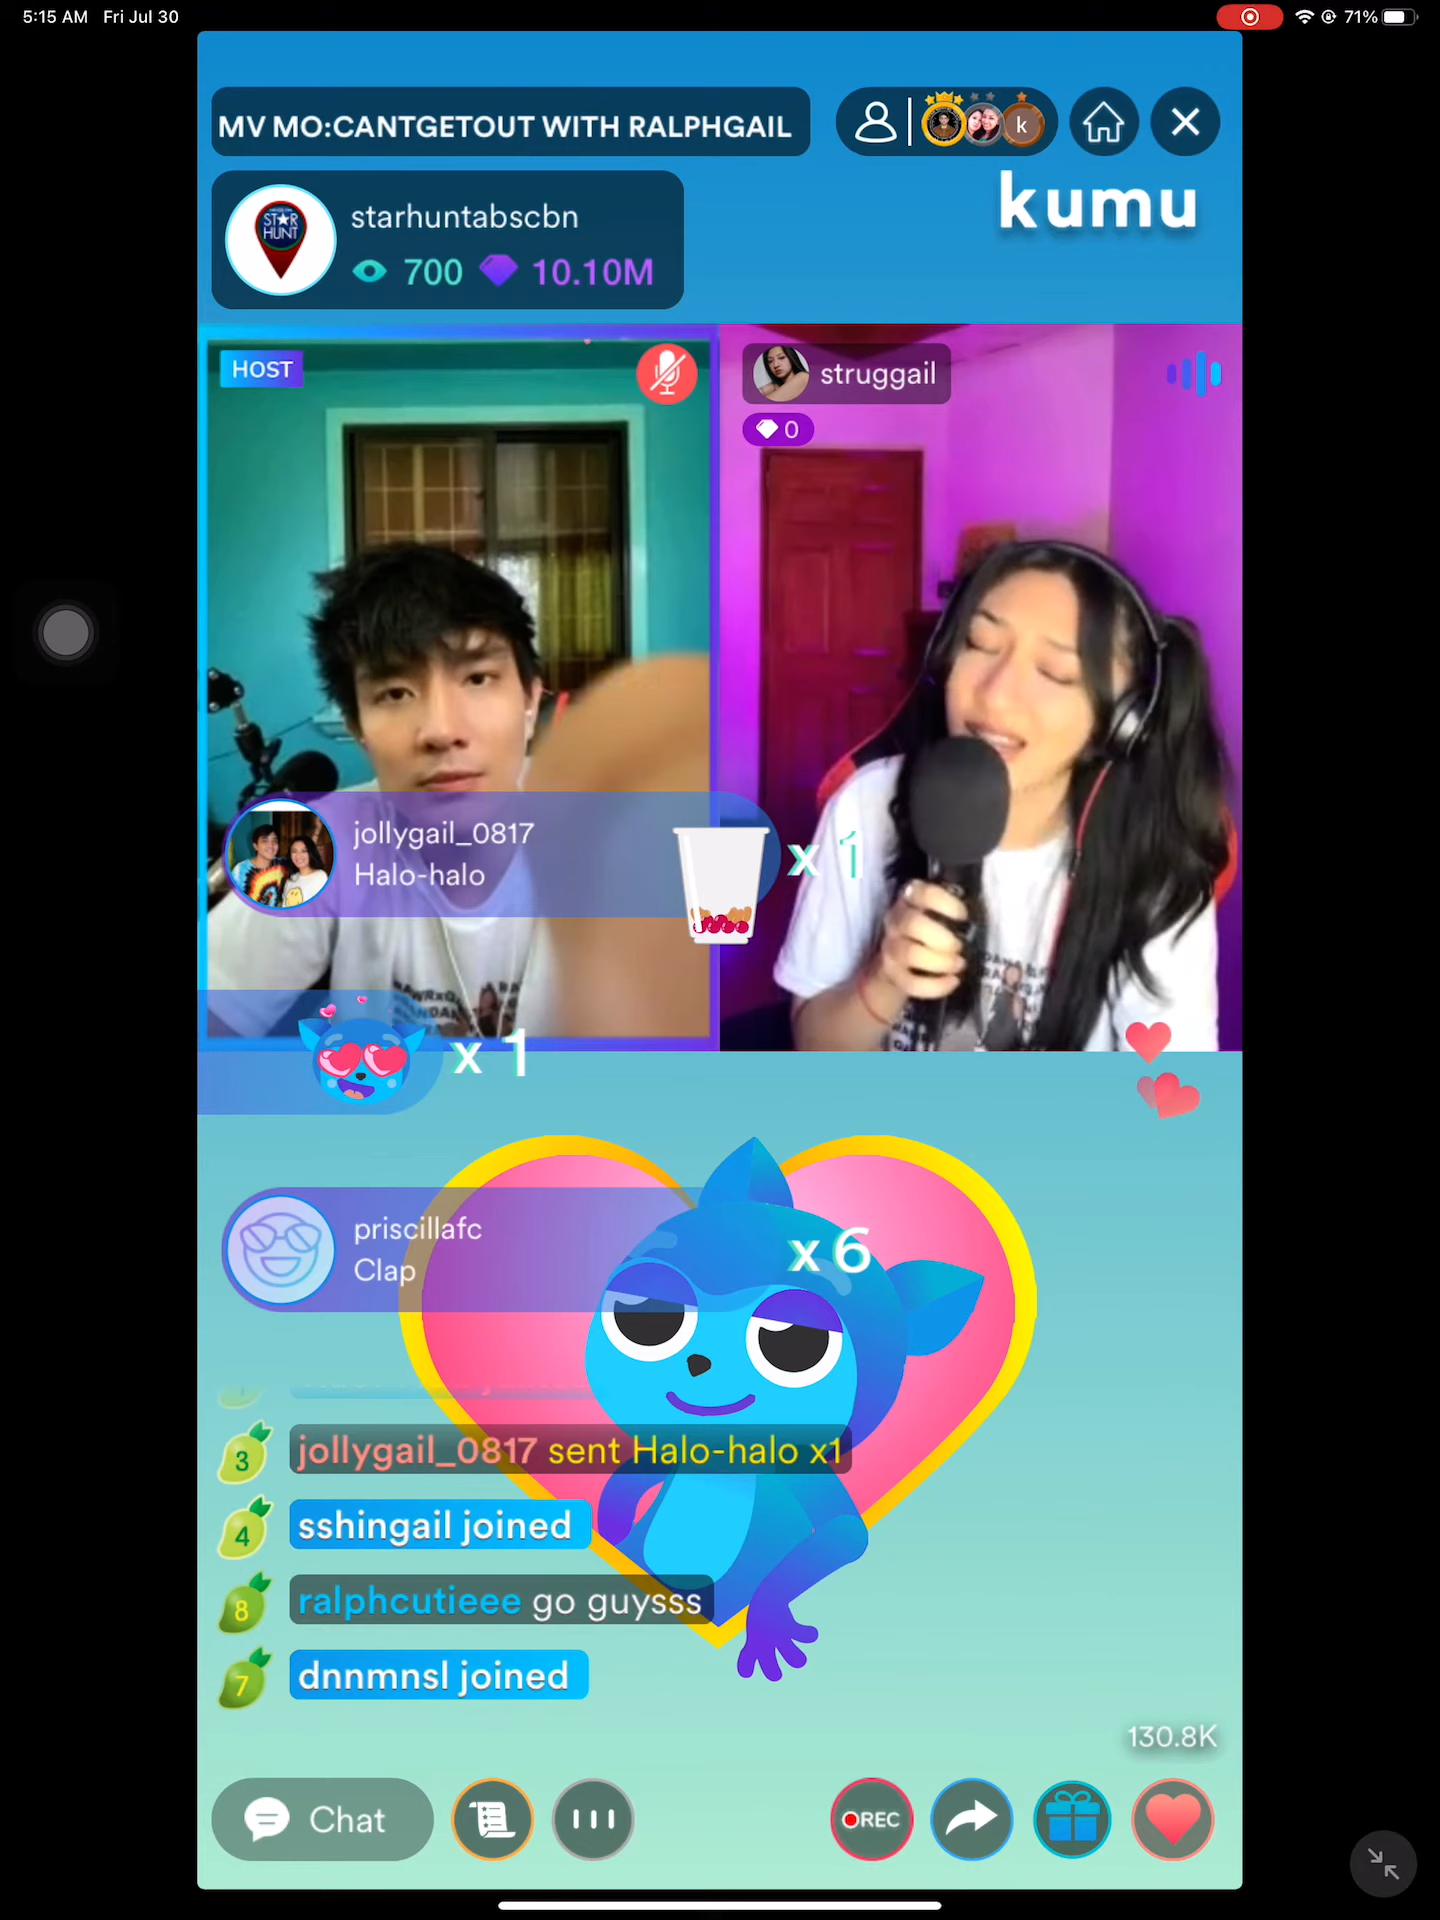 5:15 AM Fri Jul 30
71%
MV MO:CANTGETOUT WITH RALPHGAIL
k
kumu
STAR
HUNT
starhuntabscbn
700 10.10M
HOST
struggail
0
jollygail_0817
Halo-halo
x 1
x 1
priscillafc
Clap
x 6
3 jollygail_0817 sent Halo-halo x1
4 sshingail joined
8 ralphcutieee go guysss
7 dnnmnsl joined
130.8K
Chat
REC